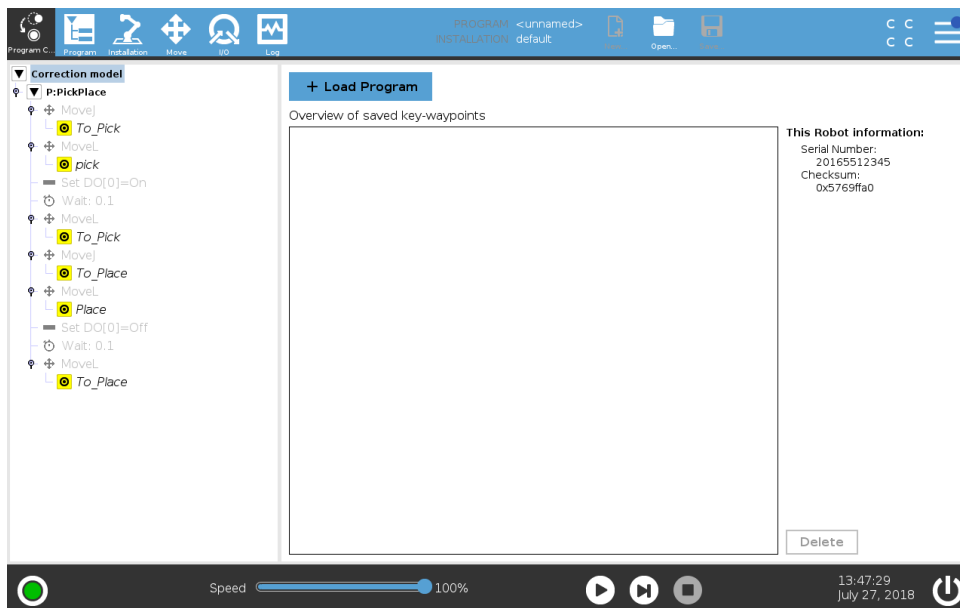 Program C...
Program
Installation
Move
I/O
Log
PROGRAM <unnamed>
INSTALLATION default
Open...
C C
C C
Correction model
P:PickPlace
MoveJ
To_Pick
MoveL
pick
Set DO[0]=On
Wait: 0.1
MoveL
To_Pick
MoveJ
To_Place
MoveL
Place
Set DO[0]=Off
Wait: 0.1
MoveL
To_Place
+ Load Program
Overview of saved key-waypoints
This Robot information:
Serial Number:
20165512345
Checksum:
0x5769ffa0
Delete
Speed
100%
13:47:29
July 27, 2018